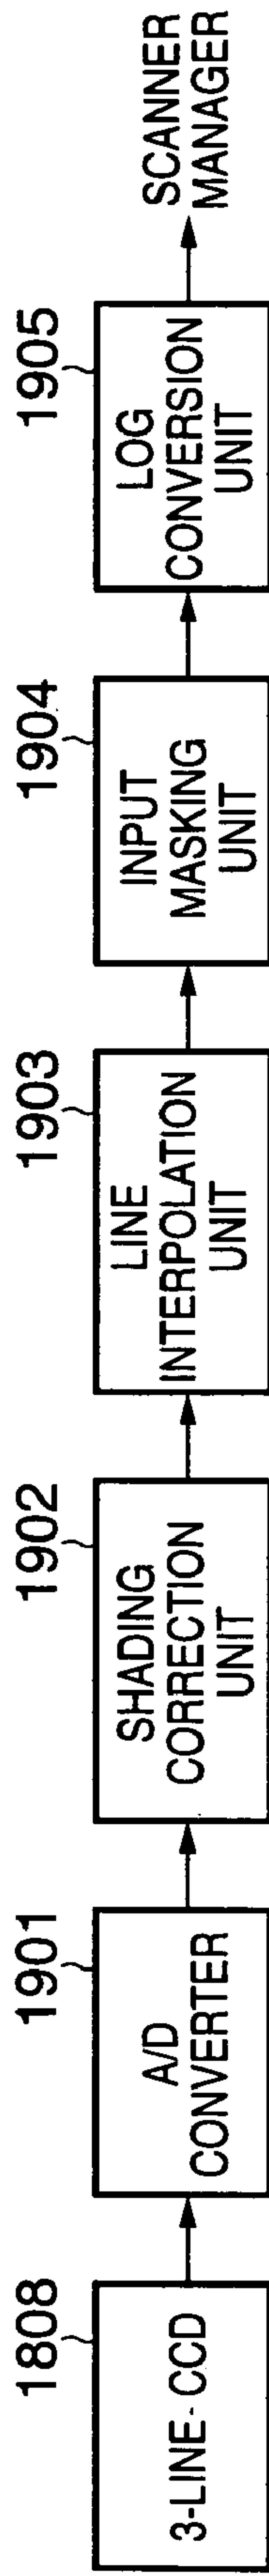 1808
3-LINE-CCD
1901
A/D
CONVERTER
1902
SHADING
CORRECTION
UNIT
1903
LINE
INTERPOLATION
UNIT
1904
INPUT
MASKING
UNIT
1905
LOG
CONVERSION
UNIT
SCANNER
MANAGER